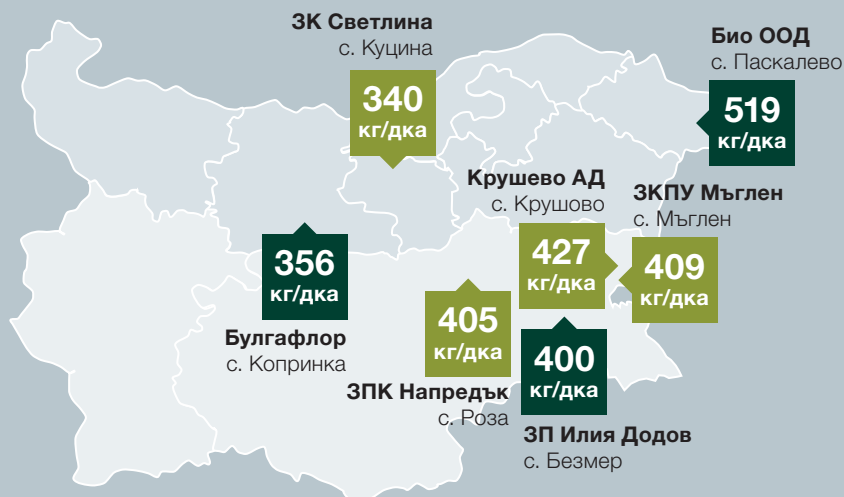 ЗК Светлина
с. Куцина
340
кг/дка
Био ООД
с. Паскалево
519
кг/дка
Крушево АД
с. Крушово
427
кг/дка
ЗКПУ Мъглен
с. Мъглен
409
кг/дка
356
кг/дка
Булгафлор
с. Копринка
405
кг/дка
ЗПК Напредък
с. Роза
400
кг/дка
ЗП Илия Додов
с. Безмер